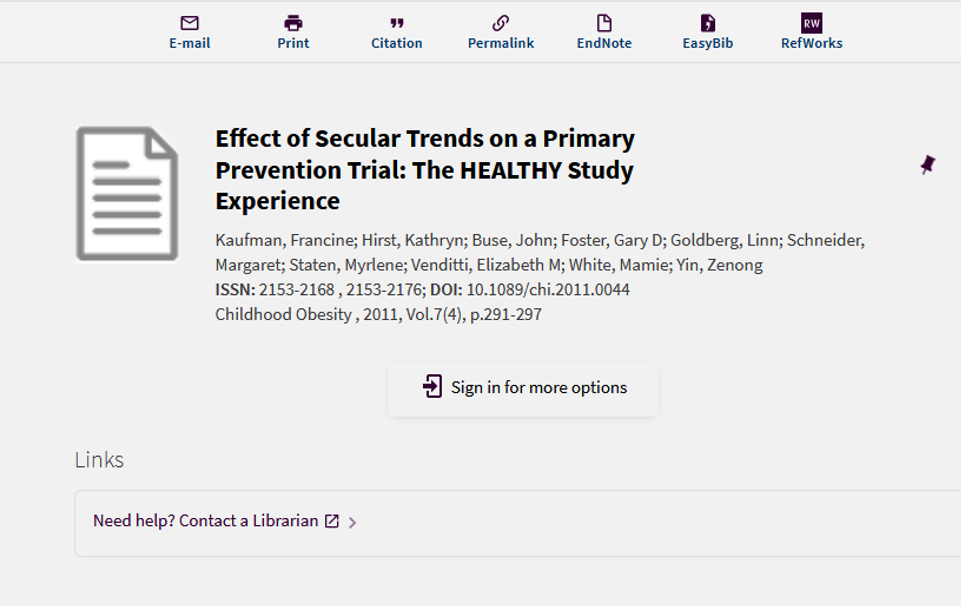 E-mail Print Citation Permalink EndNote EasyBib RW RefWorks
Effect of Secular Trends on a Primary
Prevention Trial: The HEALTHY Study
Experience
Kaufman, Francine; Hirst, Kathryn; Buse, John; Foster, Gary D; Goldberg, Linn; Schneider,
Margaret; Staten, Myrlene; Venditti, Elizabeth M; White, Mamie; Yin, Zenong
ISSN: 2153-2168 , 2153-2176; DOI: 10.1089/chi.2011.0044
Childhood Obesity , 2011, Vol.7(4), p.291-297
Sign in for more options
Links
Need help? Contact a Librarian